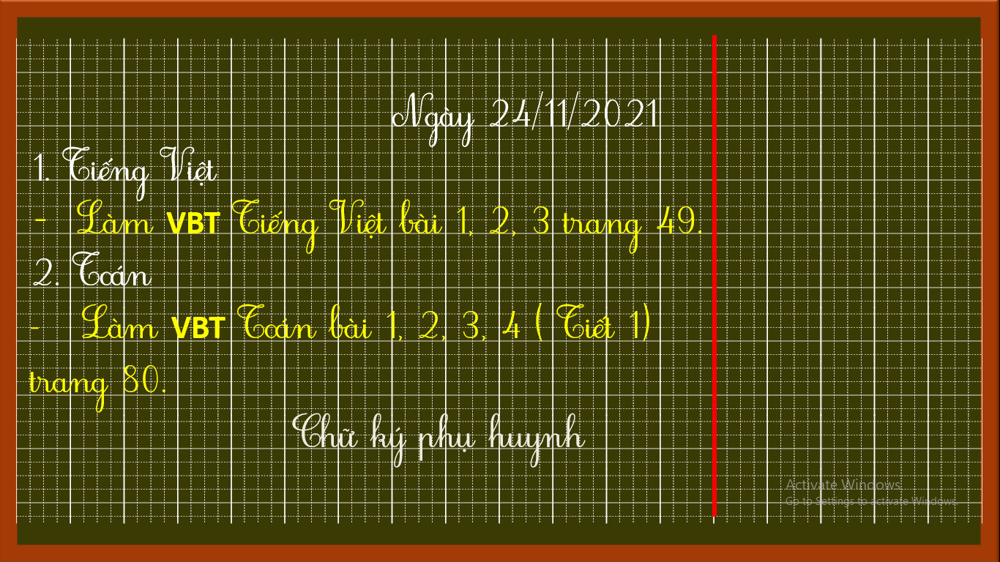 Ngày 24/11/2021
1. Tiếng Việt
- Làm VBT Tiếng Việt bài 1, 2, 3 trang 49.
2. Toán
- Làm VBT Toán bài 1, 2, 3, 4 ( Tiết 1)
trang 80.
Chữ ký phụ huynh
Activate Windows
Go to Settings to activate Windows.